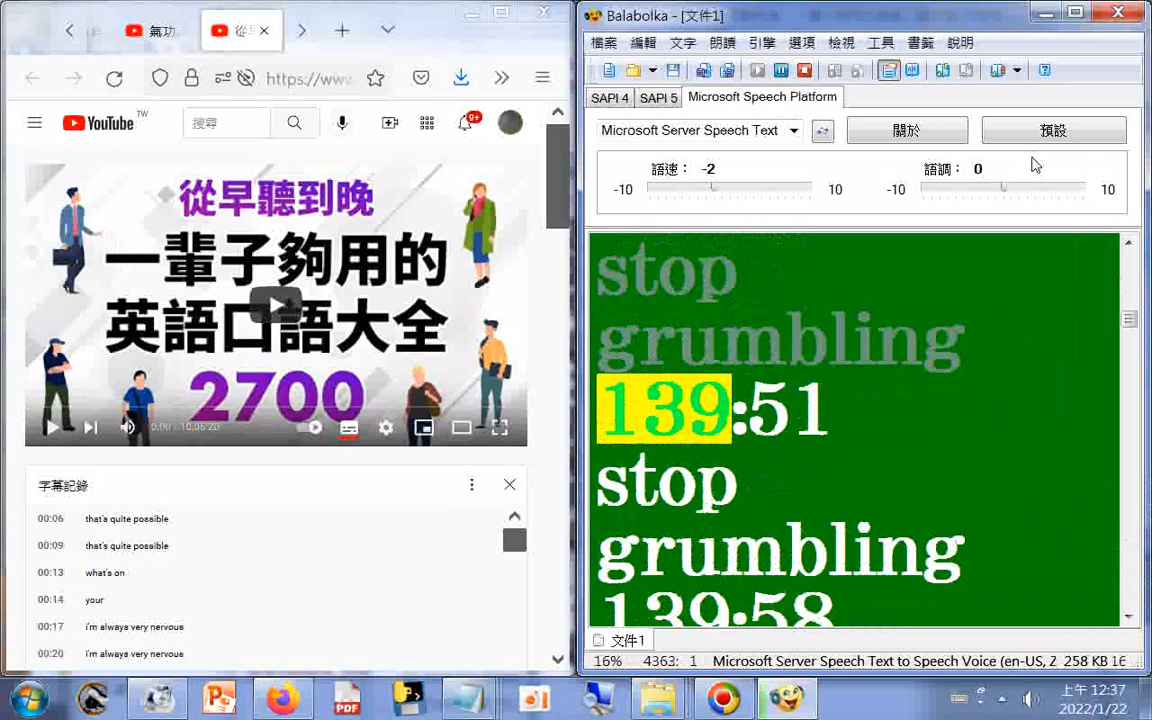 氣功
從
https://www
YouTube TW
搜尋
9+
從早聽到晚
一輩子夠用的
英語口語大全
2700
0:00 / 10:05:20
字幕記錄
00:06 that's quite possible
00:09 that's quite possible
00:13 what's on
00:14 your
00:17 i'm always very nervous
00:20 i'm always very nervous
Balabolka - [文件1]
檔案 編輯 文字 朗讀 引擎 選項 檢視 工具 書籤 說明
SAPI 4 SAPI 5 Microsoft Speech Platform
Microsoft Server Speech Text 關於 預設
語速： -2 語調： 0
-10 10 -10 10
stop
grumbling
139:51
stop
grumbling
139:58
文件1
16% 4363: 1 Microsoft Server Speech Text to Speech Voice (en-US, Z 258 KB 16
PDF
上午 12:37
2022/1/22